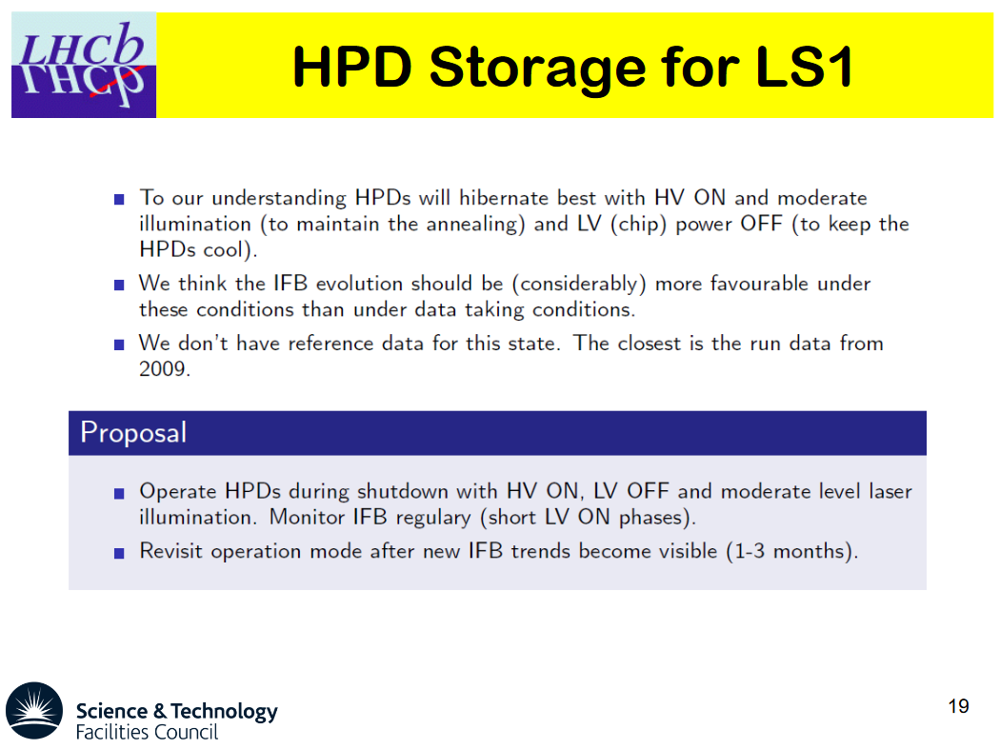 LHCb
LHCp
HPD Storage for LS1
To our understanding HPDs will hibernate best with HV ON and moderate
illumination (to maintain the annealing) and LV (chip) power OFF (to keep the
HPDs cool).
We think the IFB evolution should be (considerably) more favourable under
these conditions than under data taking conditions.
We don't have reference data for this state. The closest is the run data from
2009.
Proposal
Operate HPDs during shutdown with HV ON, LV OFF and moderate level laser
illumination. Monitor IFB regulary (short LV ON phases).
Revisit operation mode after new IFB trends become visible (1-3 months).
Science & Technology
Facilities Council
19